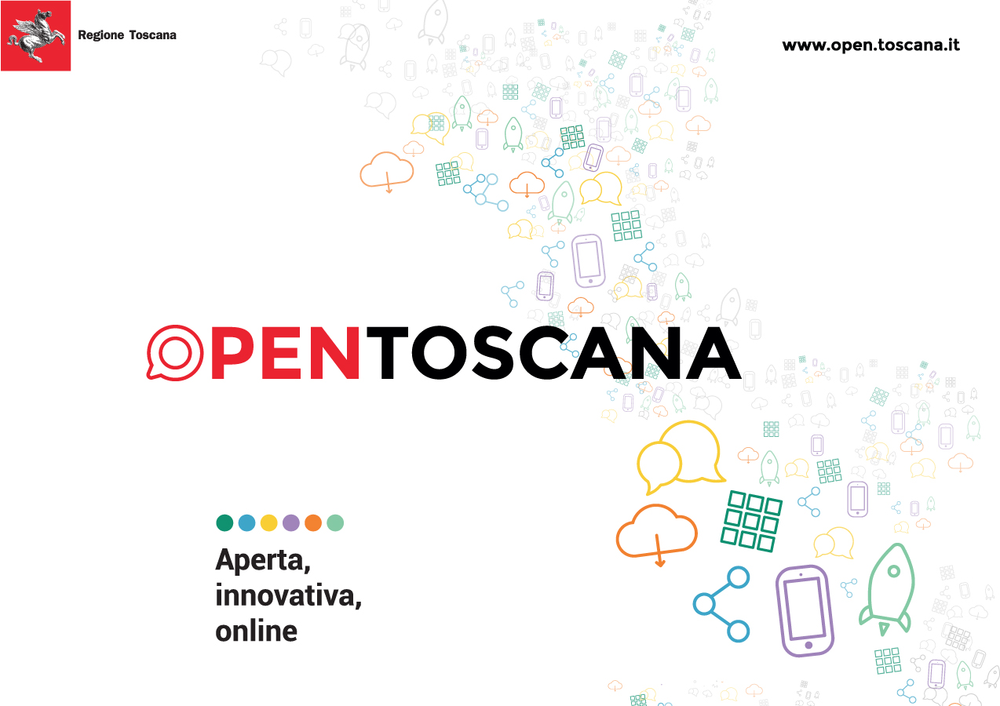 Regione Toscana
www.open.toscana.it
OPENTOSCANA
Aperta,
innovativa,
online